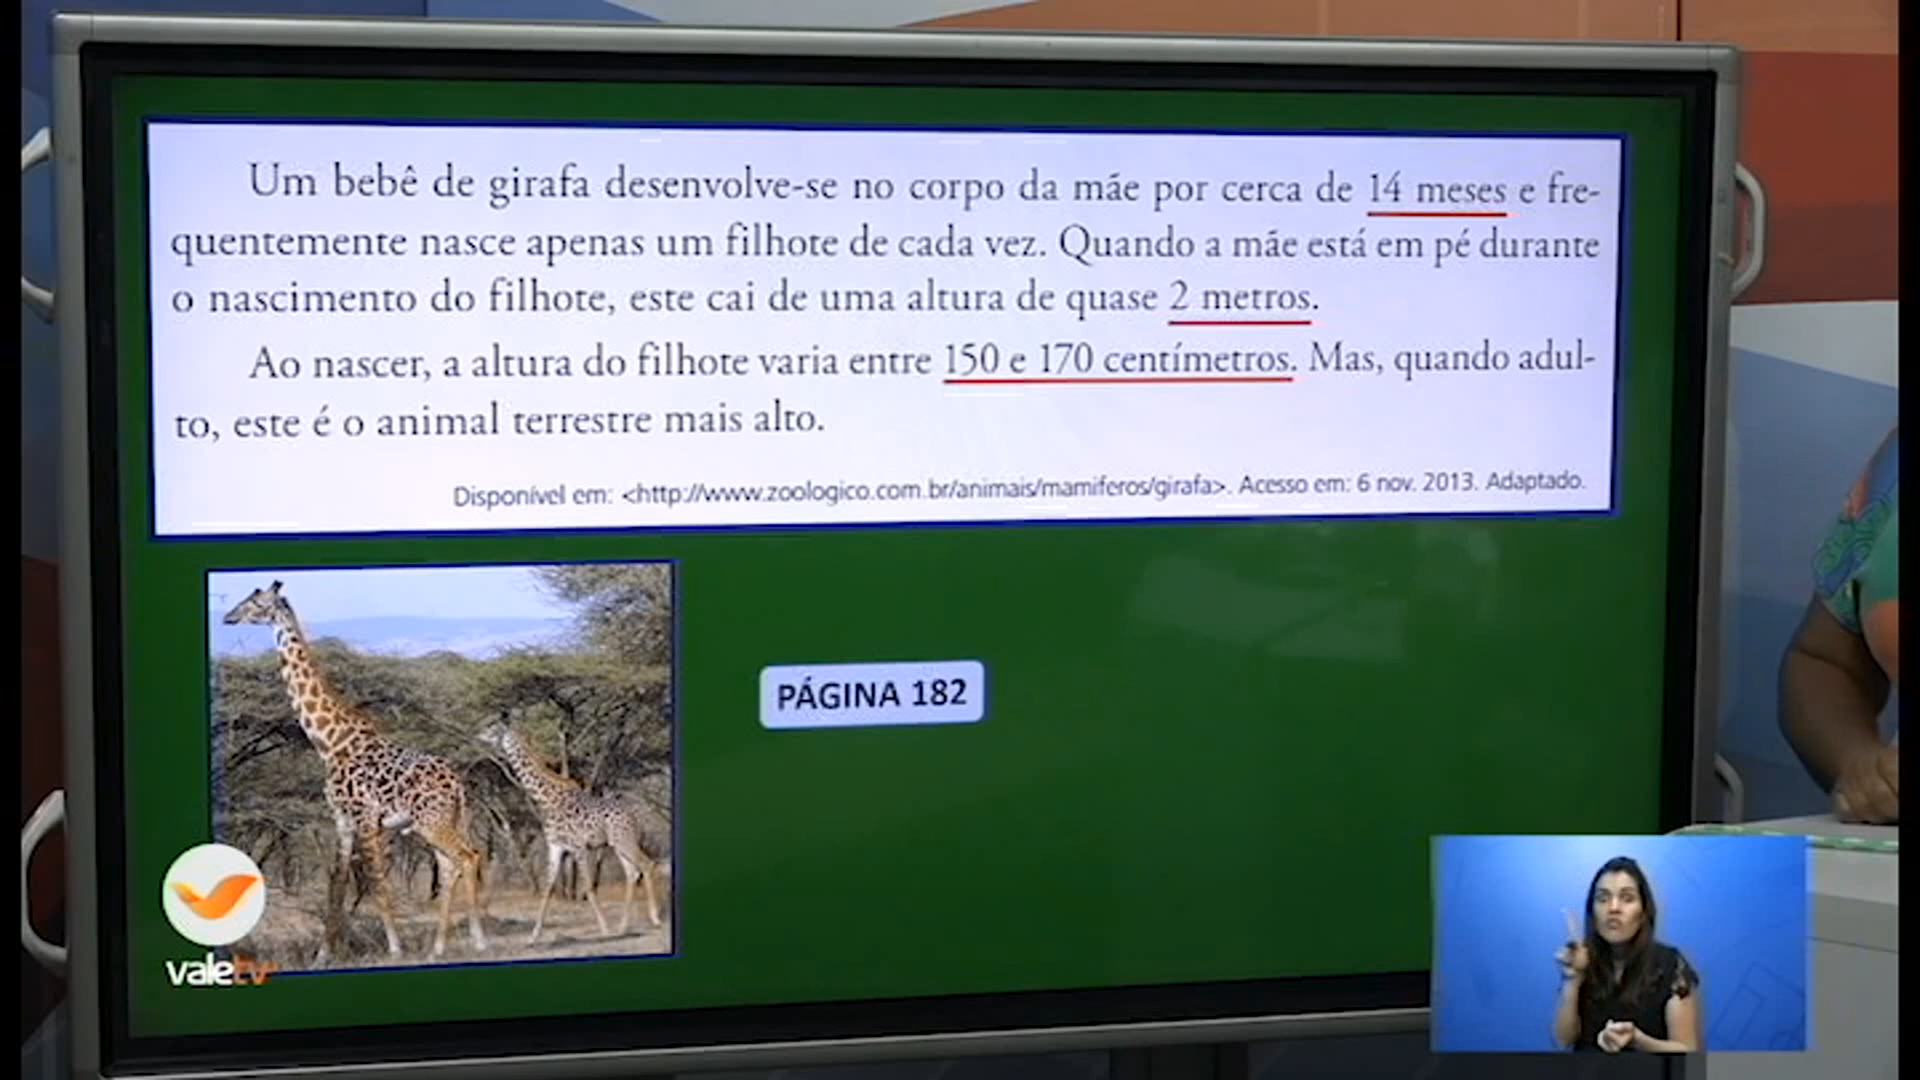 Um bebê de girafa desenvolve-se no corpo da mãe por cerca de 14 meses e fre-
quentemente nasce apenas um filhote de cada vez. Quando a mãe está em pé durante
o nascimento do filhote, este cai de uma altura de quase 2 metros.
Ao nascer, a altura do filhote varia entre 150 e 170 centímetros. Mas, quando adul-
to, este é o animal terrestre mais alto.
Disponível em: <http://www.zoologico.com.br/animais/mamiferos/girafa>. Acesso em: 6 nov. 2013. Adaptado.
PÁGINA 182
valetv